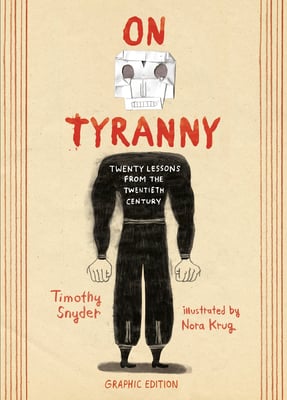 ON
TYRANNY
TWENTY LESSONS
FROM THE
TWENTIETH
CENTURY
Timothy
Snyder
illustrated by
Nora Krug
GRAPHIC EDITION